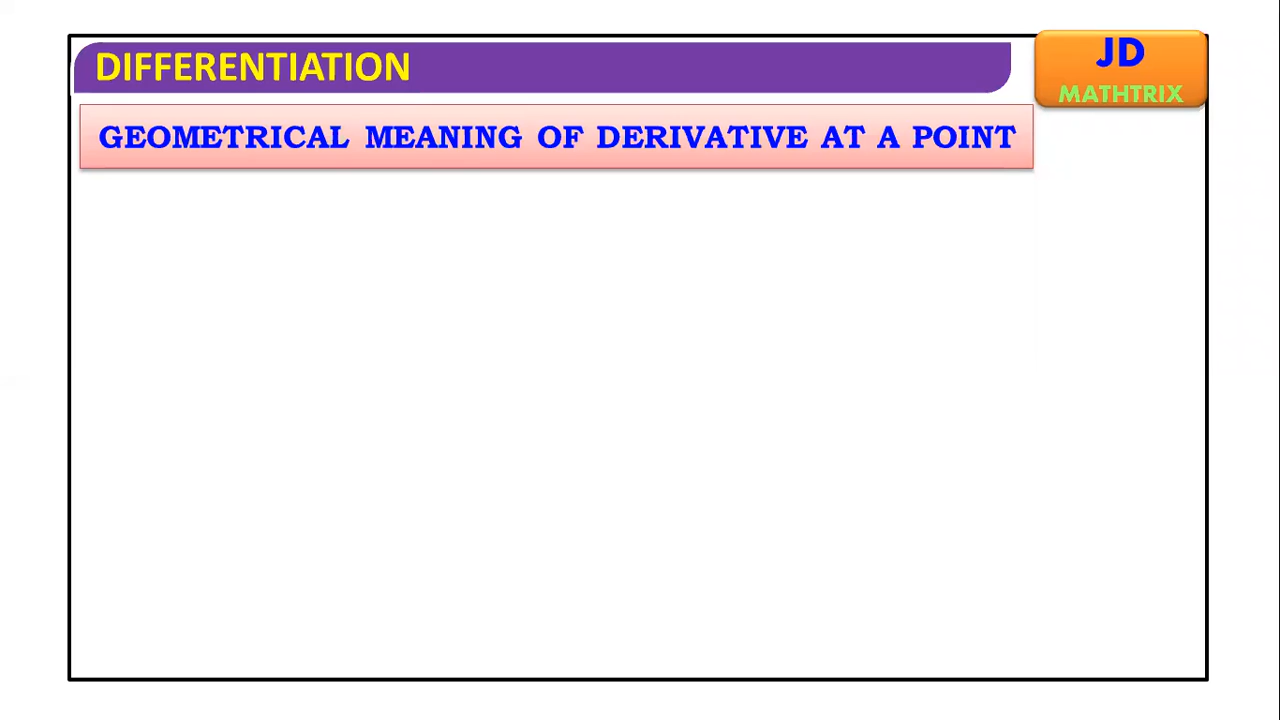 DIFFERENTIATION
JD
MATHTRIX
GEOMETRICAL MEANING OF DERIVATIVE AT A POINT